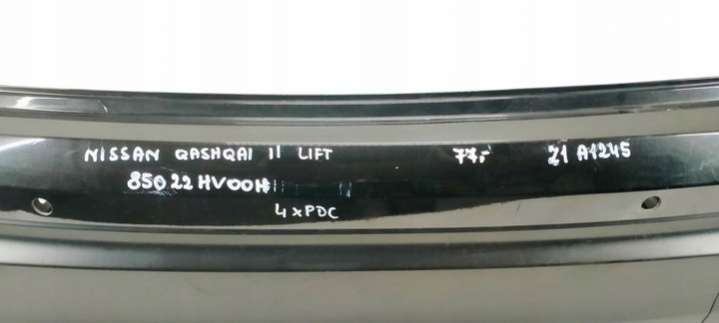 NISSAN QASHQAI II LIFT 77,- Z1 A1245
85022HV00H
4xPDC